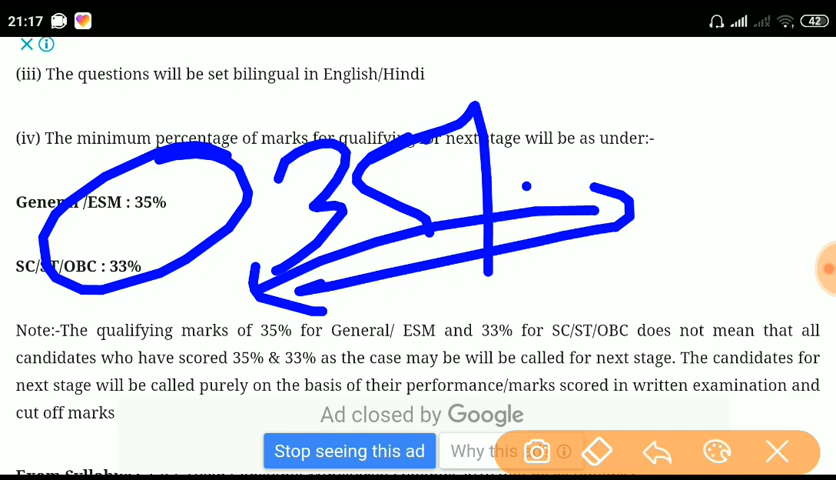 21:17
42
(iii) The questions will be set bilingual in English/Hindi
(iv) The minimum percentage of marks for qualifying for next stage will be as under:-
35
General /ESM : 35%
SC/ST/OBC : 33%
Note:-The qualifying marks of 35% for General/ ESM and 33% for SC/ST/OBC does not mean that all
candidates who have scored 35% & 33% as the case may be will be called for next stage. The candidates for
next stage will be called purely on the basis of their performance/marks scored in written examination and
cut off marks
Ad closed by Google
Stop seeing this ad
Why this